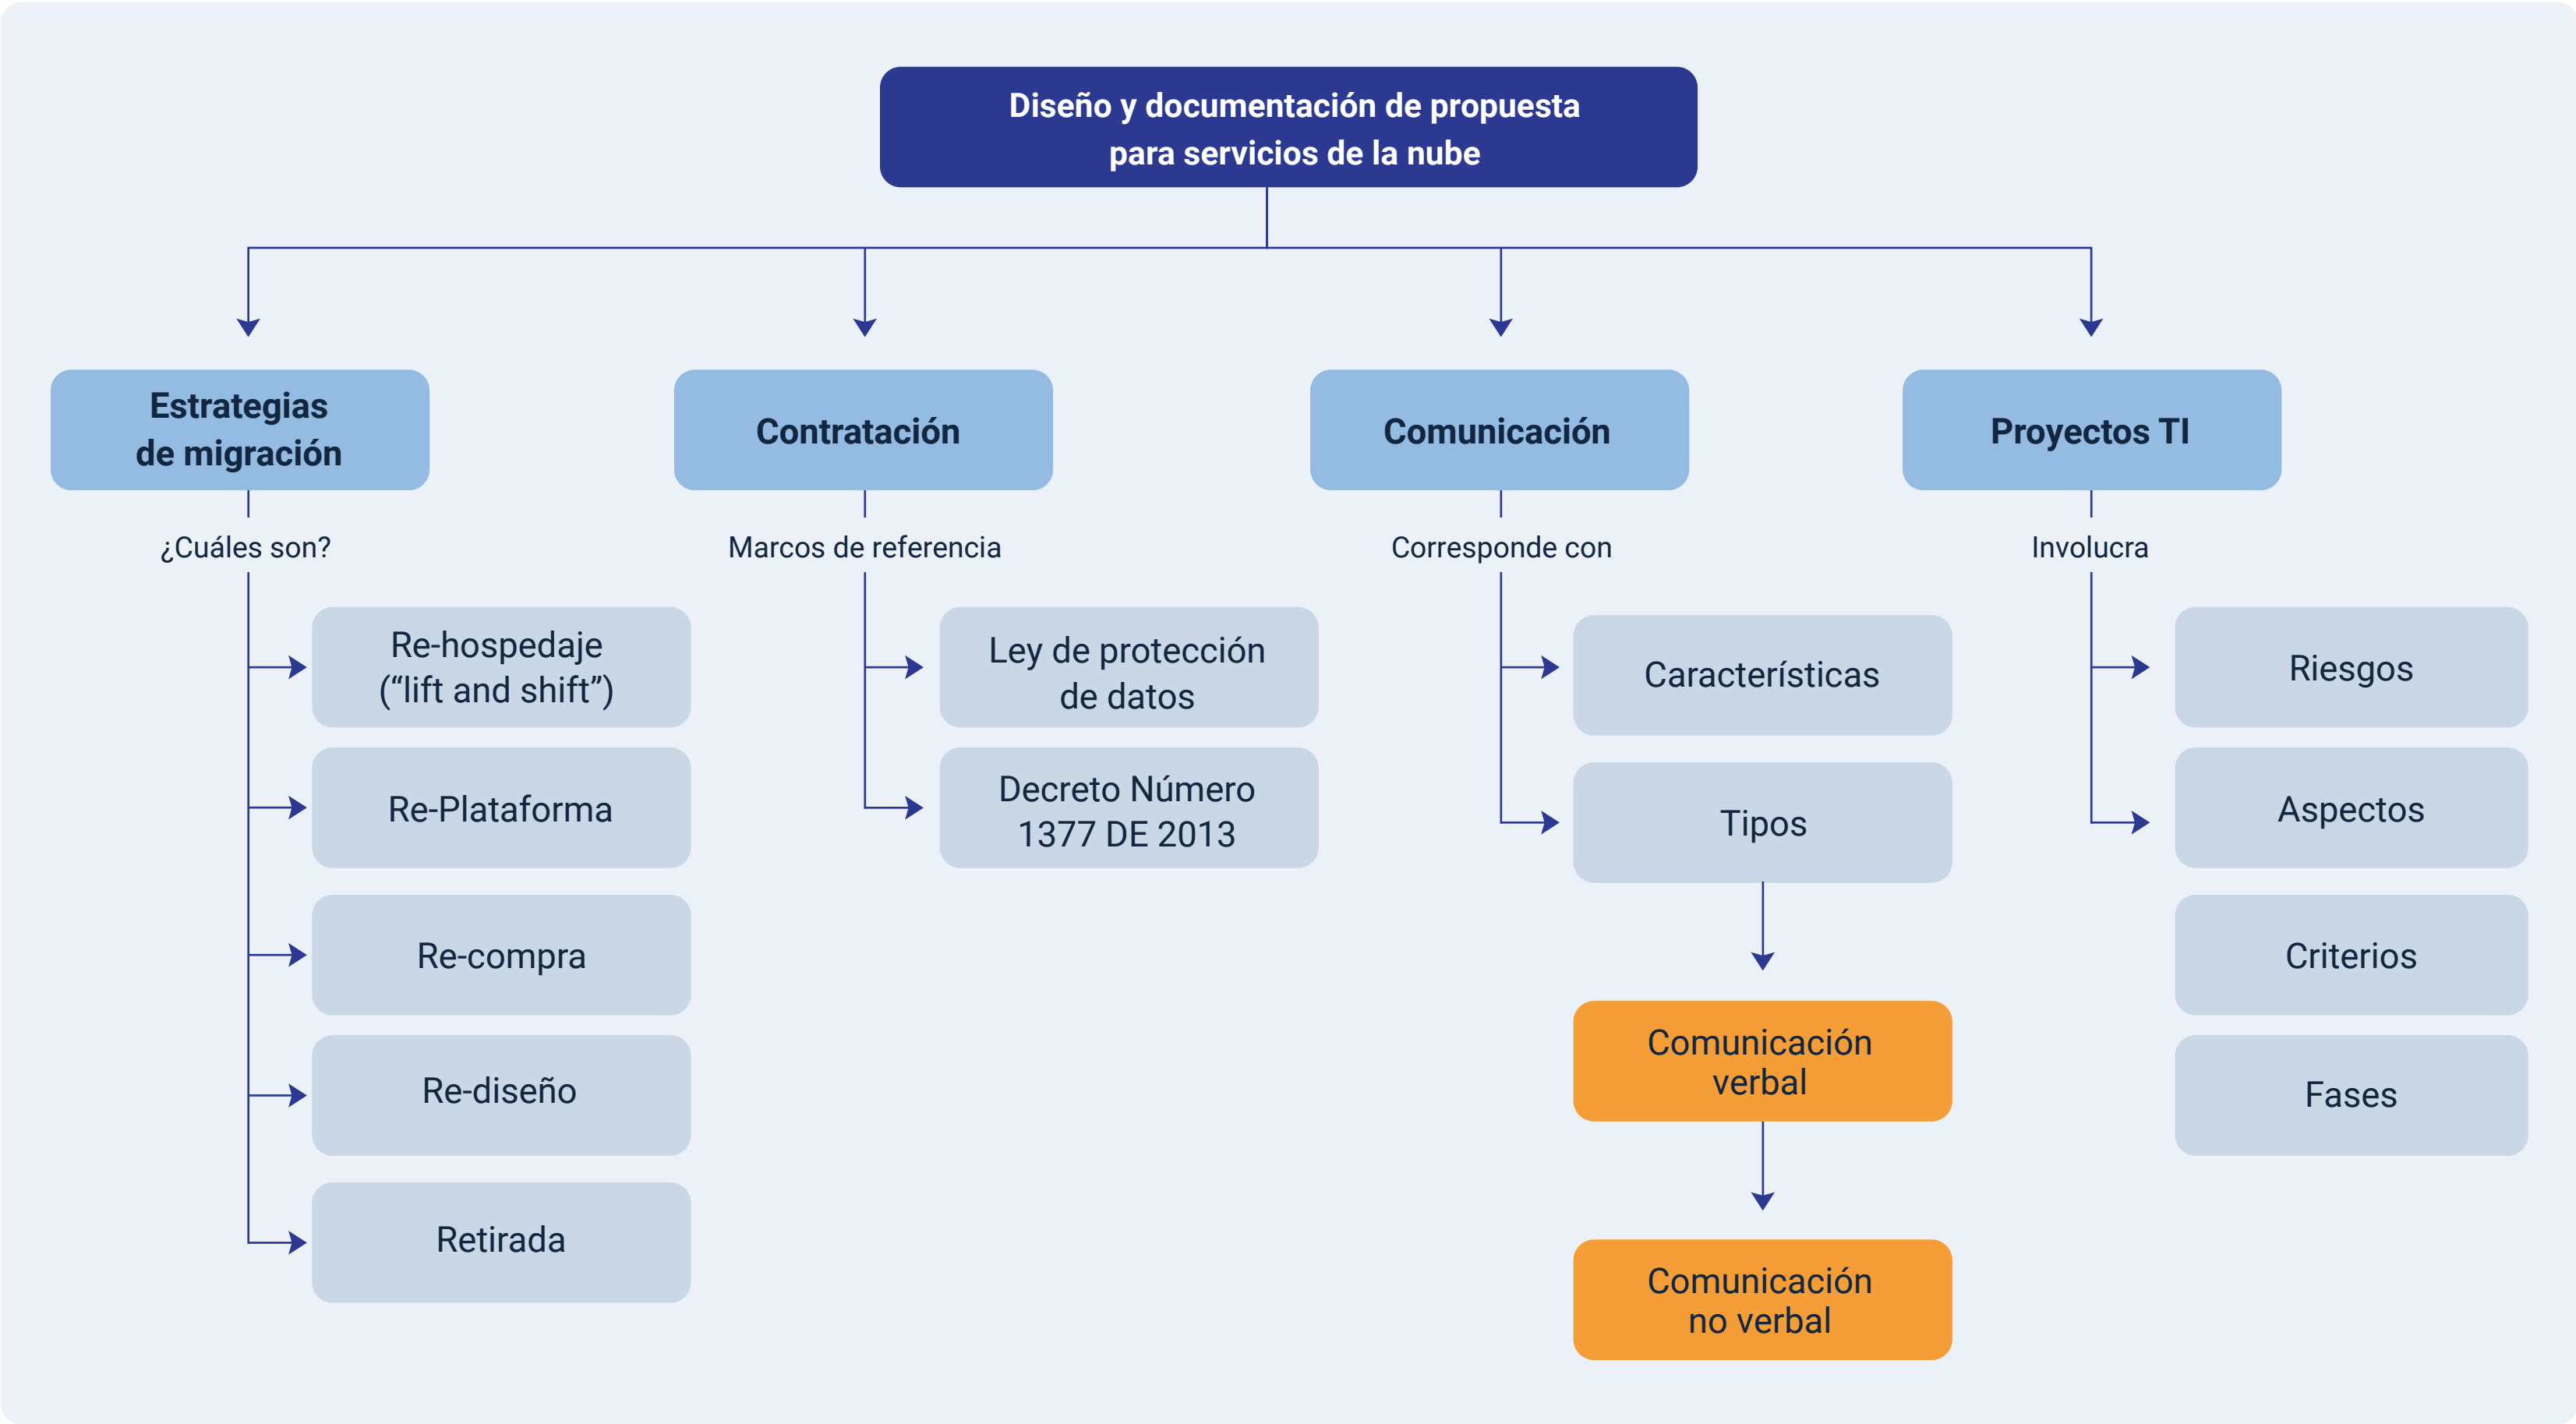 Diseño y documentación de propuesta
para servicios de la nube
Estrategias
de migración
¿Cuáles son?
Re-hospedaje
(“lift and shift”)
Re-Plataforma
Re-compra
Re-diseño
Retirada
Contratación
Marcos de referencia
Ley de protección
de datos
Decreto Número
1377 DE 2013
Comunicación
Corresponde con
Características
Tipos
Comunicación
verbal
Comunicación
no verbal
Proyectos TI
Involucra
Riesgos
Aspectos
Criterios
Fases